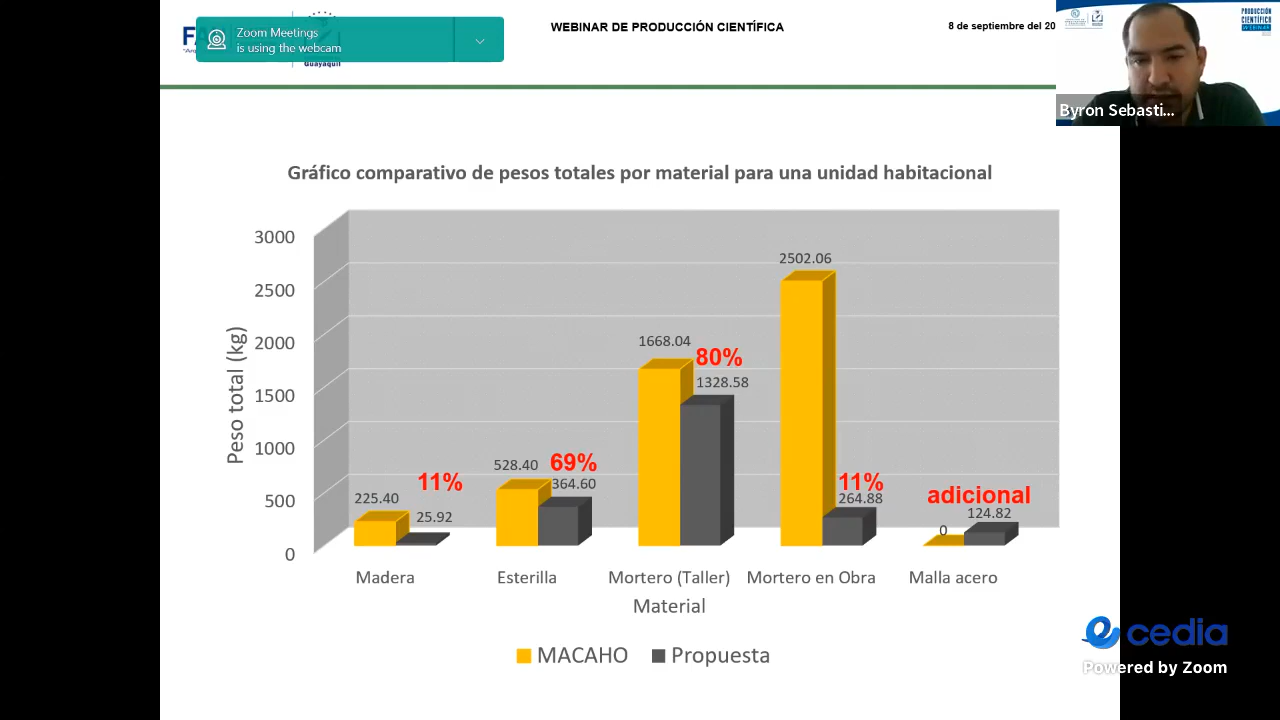 Zoom Meetings
is using the webcam
FA
Guayaquil
WEBINAR DE PRODUCCIÓN CIENTÍFICA
8 de septiembre del 20
PRODUCCIÓN
CIENTÍFICA
WEBINAR
Byron Sebasti...
Gráfico comparativo de pesos totales por material para una unidad habitacional
Peso total (kg)
3000
2500
2000
1500
1000
500
0
225.40
11%
25.92
528.40
69%
364.60
1668.04
80%
1328.58
2502.06
11%
264.88
adicional
0
124.82
Madera
Esterilla
Mortero (Taller)
Mortero en Obra
Malla acero
Material
MACAHO
Propuesta
cedia
Powered by Zoom